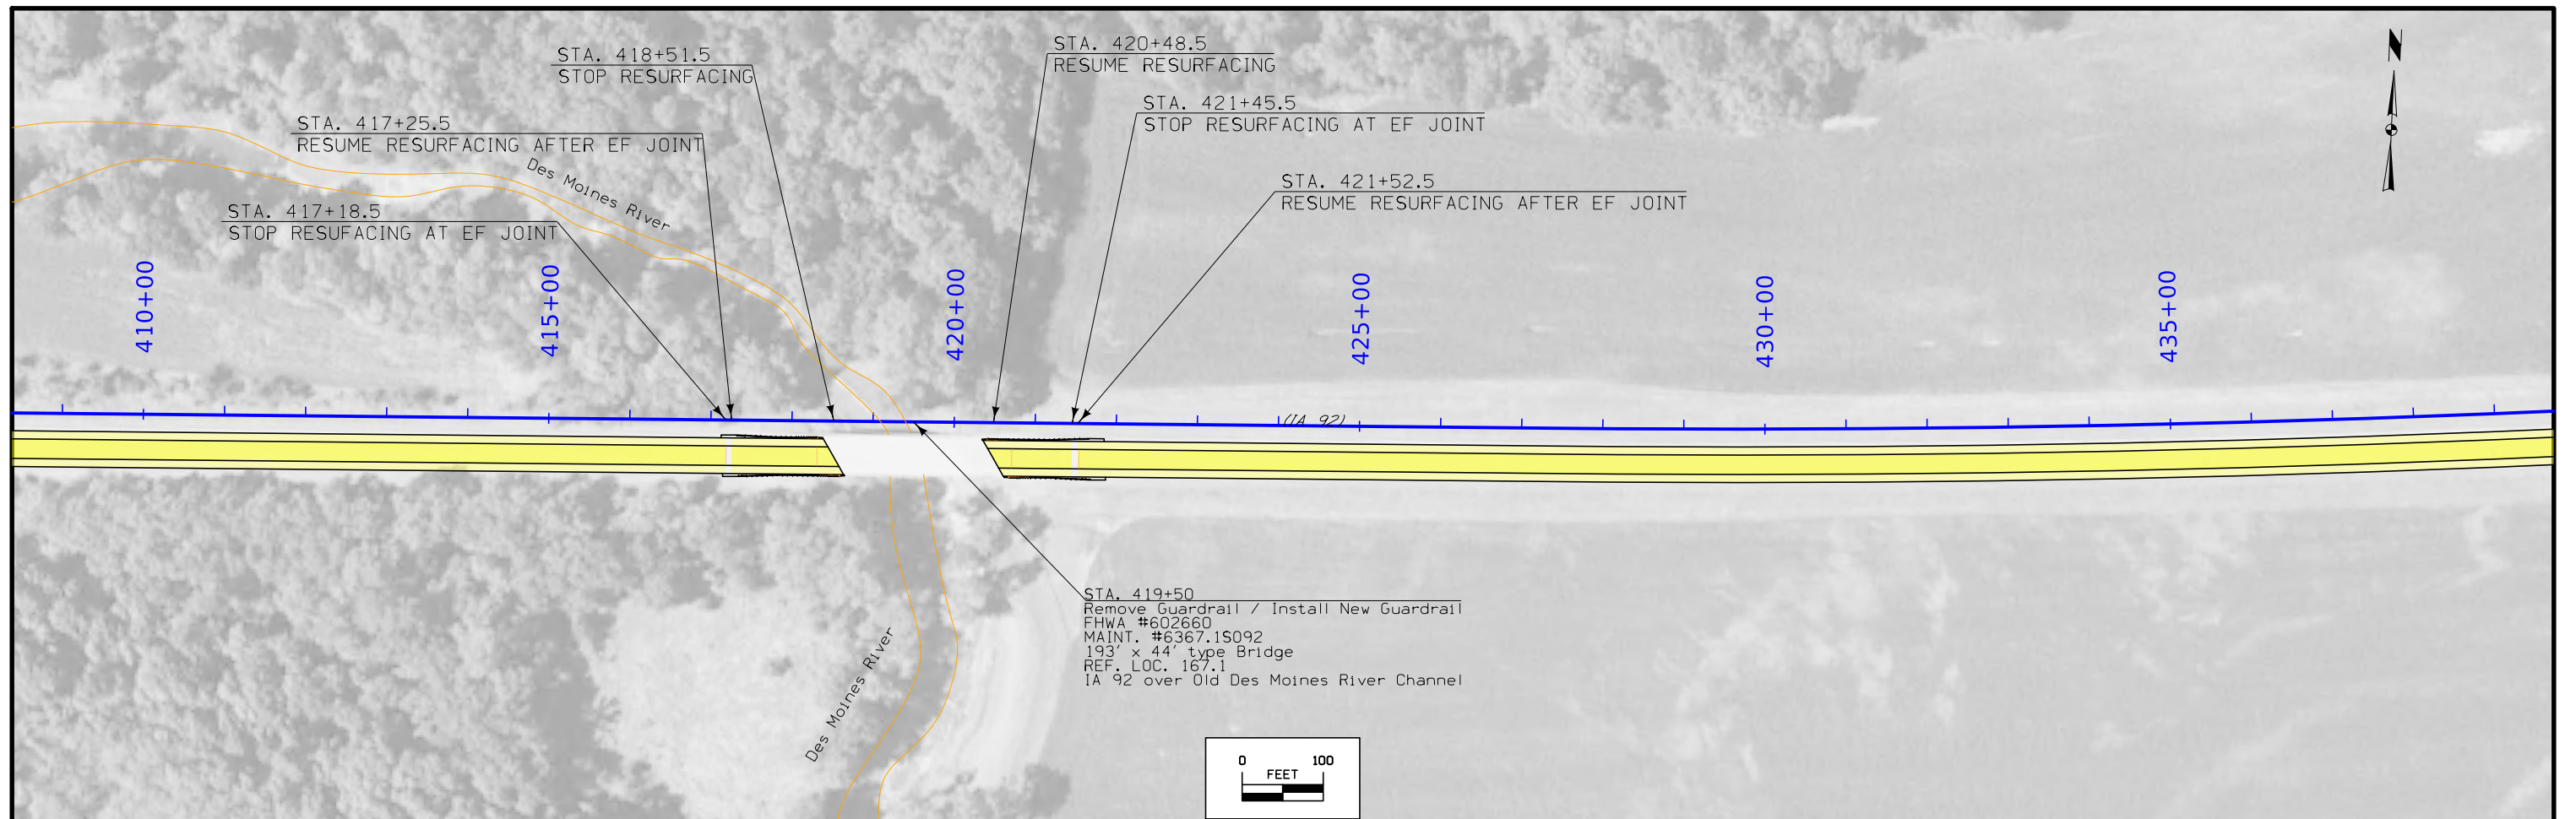 STA. 418+51.5
STOP RESURFACING
STA. 420+48.5
RESUME RESURFACING
N
STA. 417+25.5
RESUME RESURFACING AFTER EF JOINT
STA. 421+45.5
STOP RESURFACING AT EF JOINT
Des Moines River
STA. 417+18.5
STOP RESUFACING AT EF JOINT
STA. 421+52.5
RESUME RESURFACING AFTER EF JOINT
410+00
415+00
420+00
425+00
430+00
435+00
(IA 92)
STA. 419+50
Remove Guardrail / Install New Guardrail
FHWA #602660
MAINT. #6367.1S092
193' x 44' type Bridge
REF. LOC. 167.1
IA 92 over Old Des Moines River Channel
Des Moines River
0 100
FEET